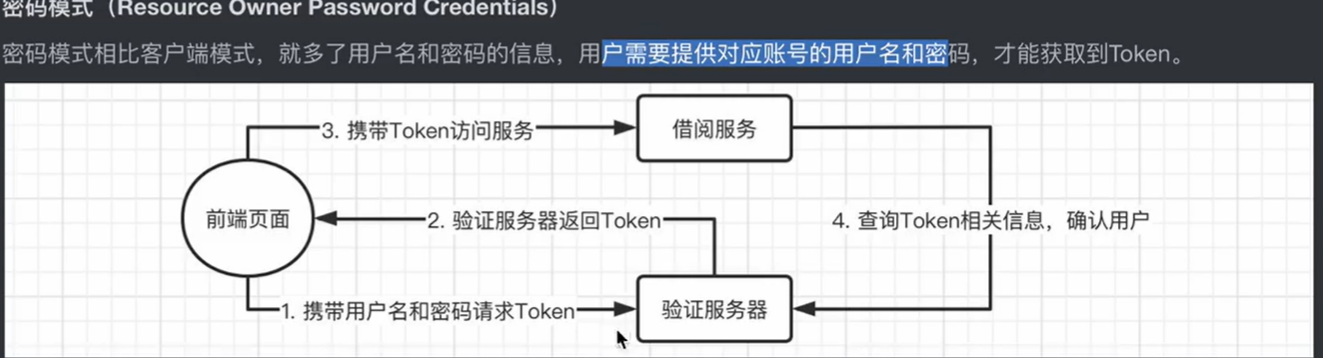 密码模式（Resource Owner Password Credentials）
密码模式相比客户端模式，就多了用户名和密码的信息，用户需要提供对应账号的用户名和密码，才能获取到Token。
3. 携带Token访问服务
借阅服务
前端页面
2. 验证服务器返回Token
4. 查询Token相关信息，确认用户
1. 携带用户名和密码请求Token
验证服务器